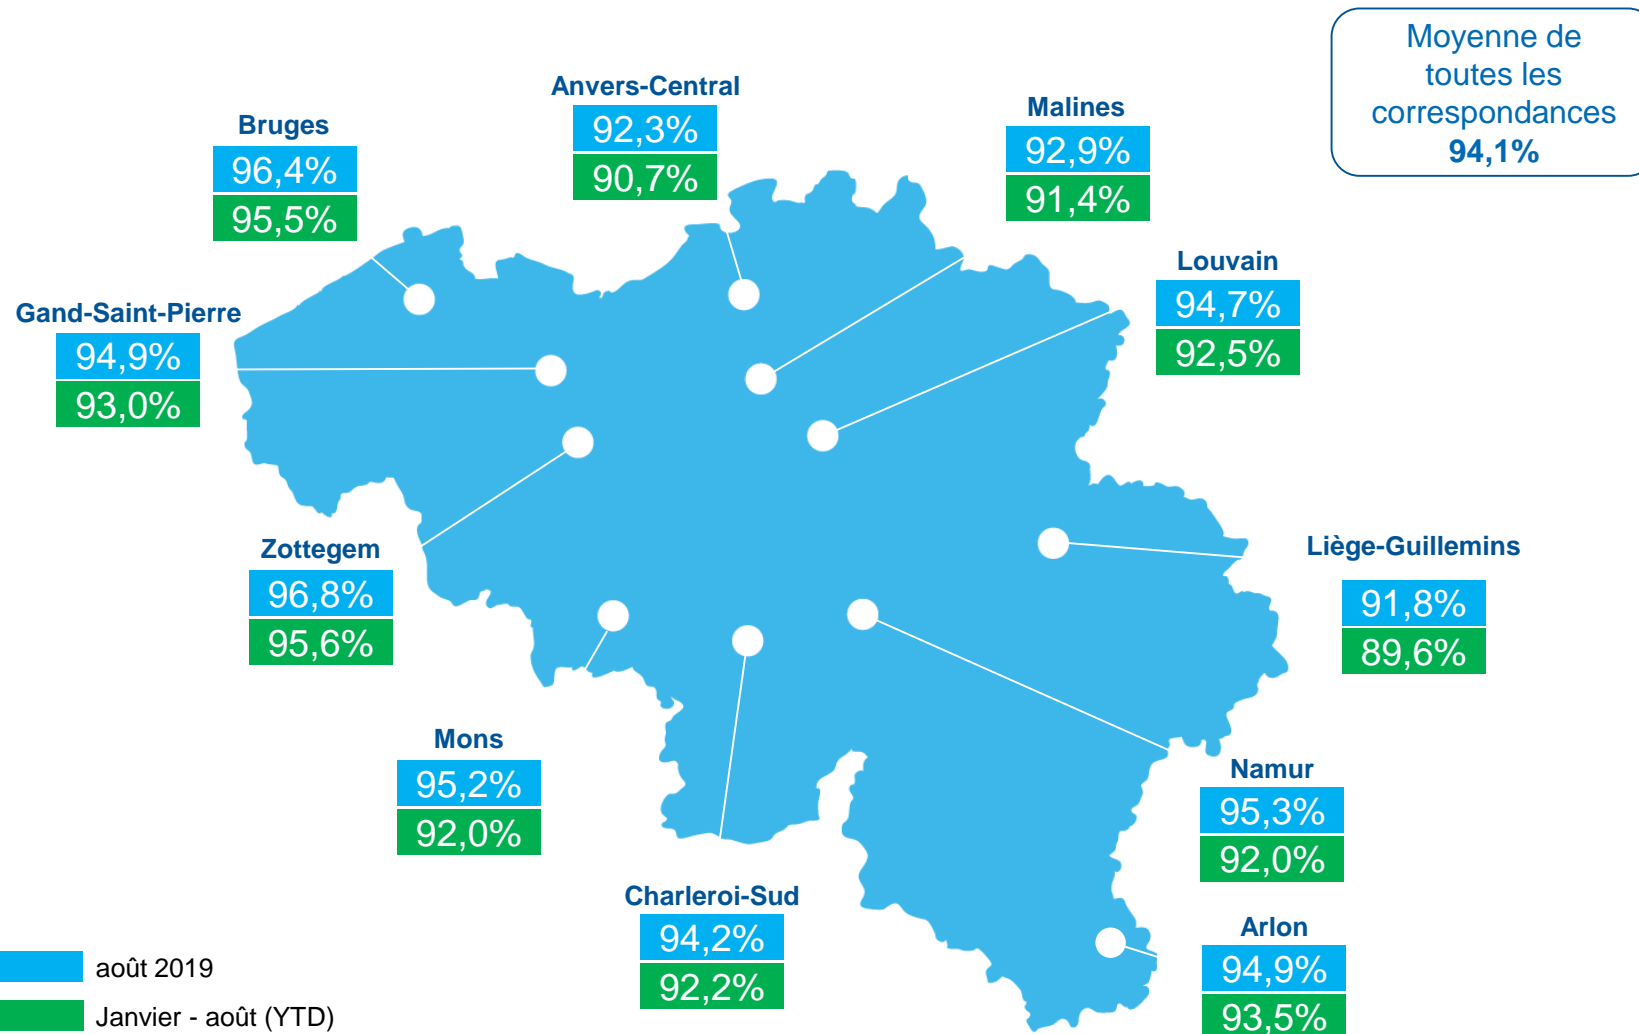 Moyenne de
toutes les
correspondances
94,1%
Anvers-Central
92,3%
90,7%
Malines
92,9%
91,4%
Bruges
96,4%
95,5%
Louvain
94,7%
92,5%
Gand-Saint-Pierre
94,9%
93,0%
Zottegem
96,8%
95,6%
Liège-Guillemins
91,8%
89,6%
Mons
95,2%
92,0%
Namur
95,3%
92,0%
Charleroi-Sud
94,2%
92,2%
Arlon
94,9%
93,5%
août 2019
Janvier - août (YTD)